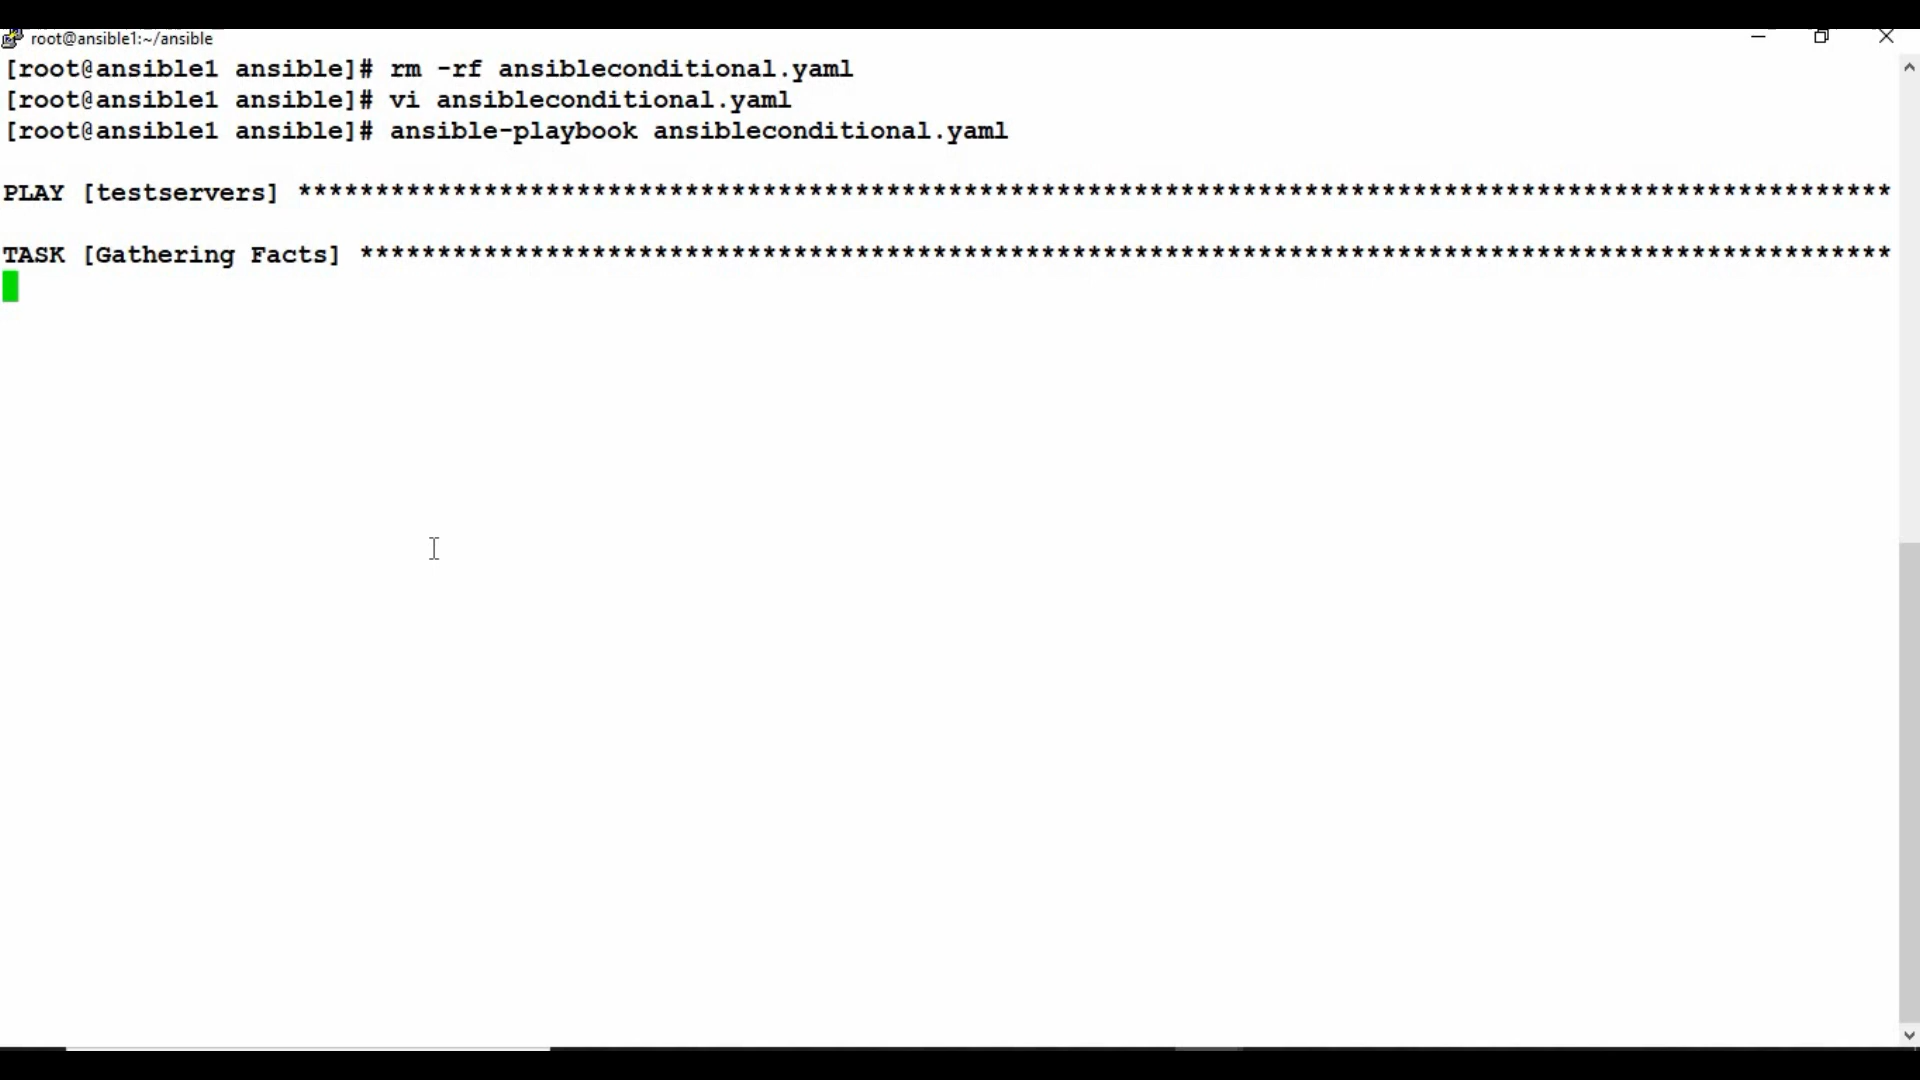 root@ansible1:~/ansible
[root@ansible1 ansible]# rm -rf ansibleconditional.yaml
[root@ansible1 ansible]# vi ansibleconditional.yaml
[root@ansible1 ansible]# ansible-playbook ansibleconditional.yaml
PLAY [testservers] *******************************************************************************************************
TASK [Gathering Facts] ***************************************************************************************************